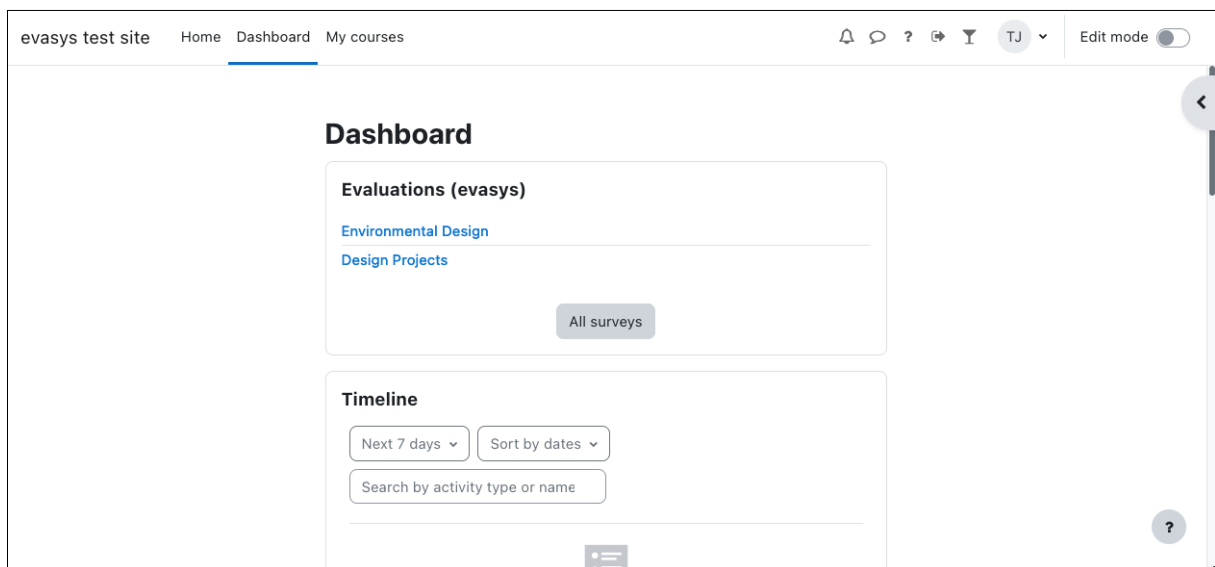 evasys test site Home Dashboard My courses ? TJ Edit mode
Dashboard
Evaluations (evasys)
Environmental Design
Design Projects
All surveys
Timeline
Next 7 days Sort by dates
Search by activity type or name
?